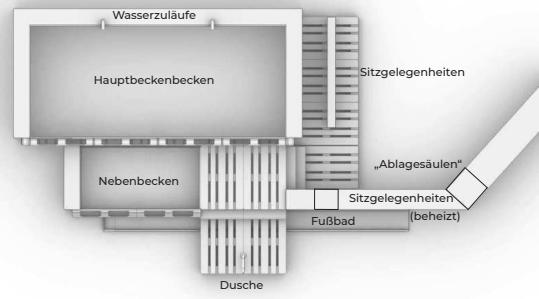 Wasserzuläufe
Hauptbeckenbecken
Sitzgelegenheiten
„Ablagesäulen“
Nebenbecken
Sitzgelegenheiten
(beheizt)
Fußbad
Dusche